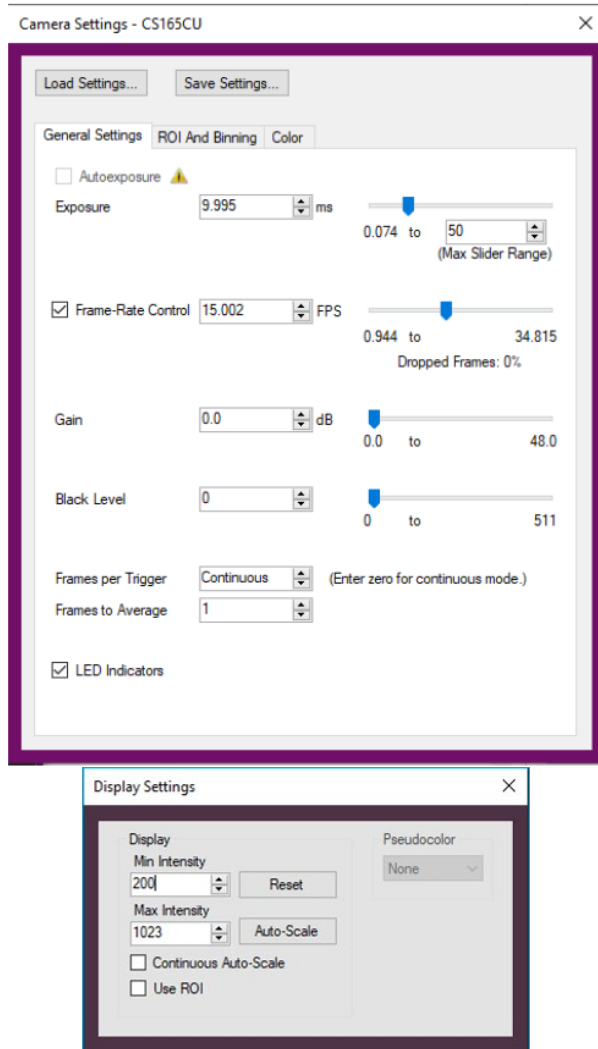 Camera Settings - CS165CU
Load Settings... Save Settings...
General Settings ROI And Binning Color
Autoexposure
Exposure 9.995 ms
0.074 to 50
(Max Slider Range)
Frame-Rate Control 15.002 FPS
0.944 to 34.815
Dropped Frames: 0%
Gain 0.0 dB
0.0 to 48.0
Black Level 0
0 to 511
Frames per Trigger Continuous (Enter zero for continuous mode.)
Frames to Average 1
LED Indicators
Display Settings
Display Pseudocolor
Min Intensity None
200 Reset
Max Intensity
1023 Auto-Scale
Continuous Auto-Scale
Use ROI